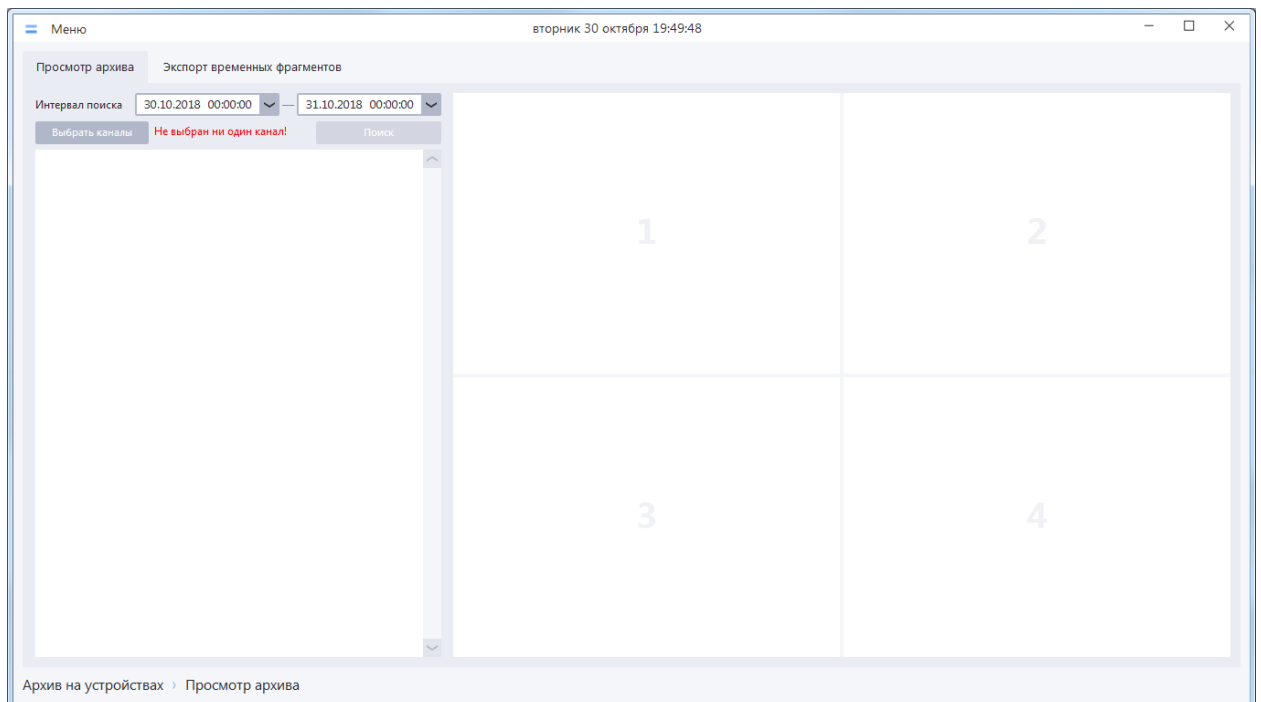 Меню
вторник 30 октября 19:49:48
Просмотр архива
Экспорт временных фрагментов
Интервал поиска 30.10.2018 00:00:00 — 31.10.2018 00:00:00
Выбрать каналы Не выбран ни один канал! Поиск
1
2
3
4
Архив на устройствах › Просмотр архива